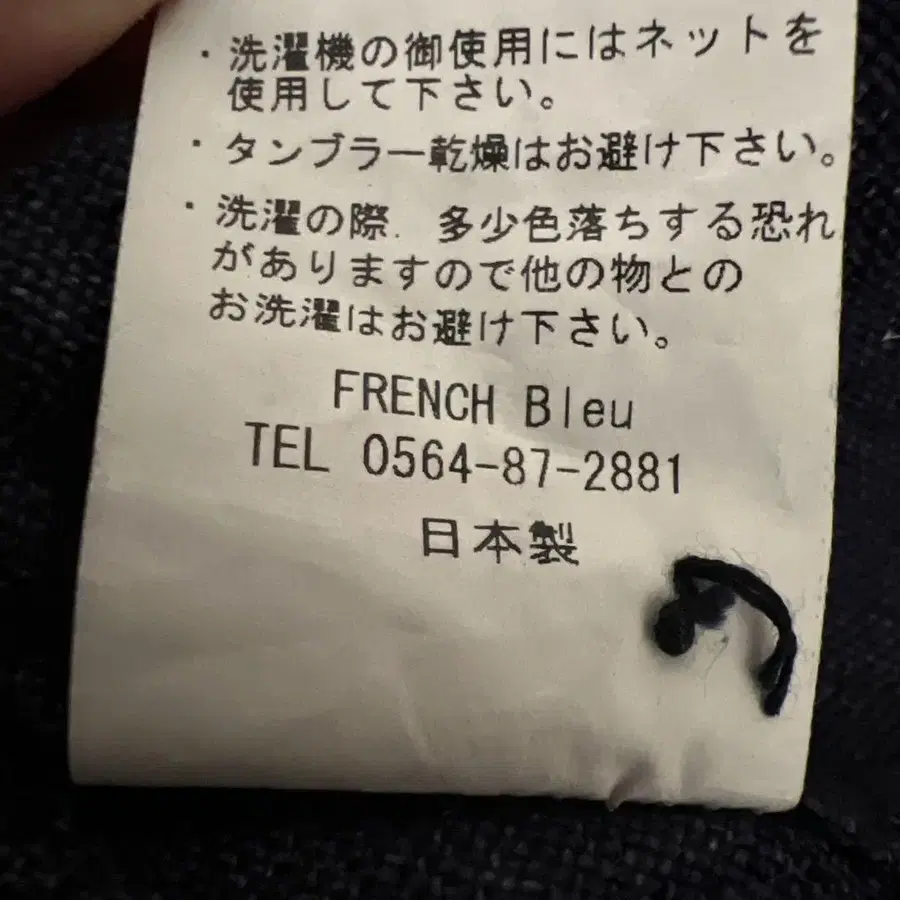 ・洗濯機の御使用にはネットを
使用して下さい。
・タンブラー乾燥はお避け下さい。
・洗濯の際．多少色落ちする恐れ
がありますので他の物との
お洗濯はお避け下さい。
FRENCH Bleu
TEL 0564-87-2881
日本製